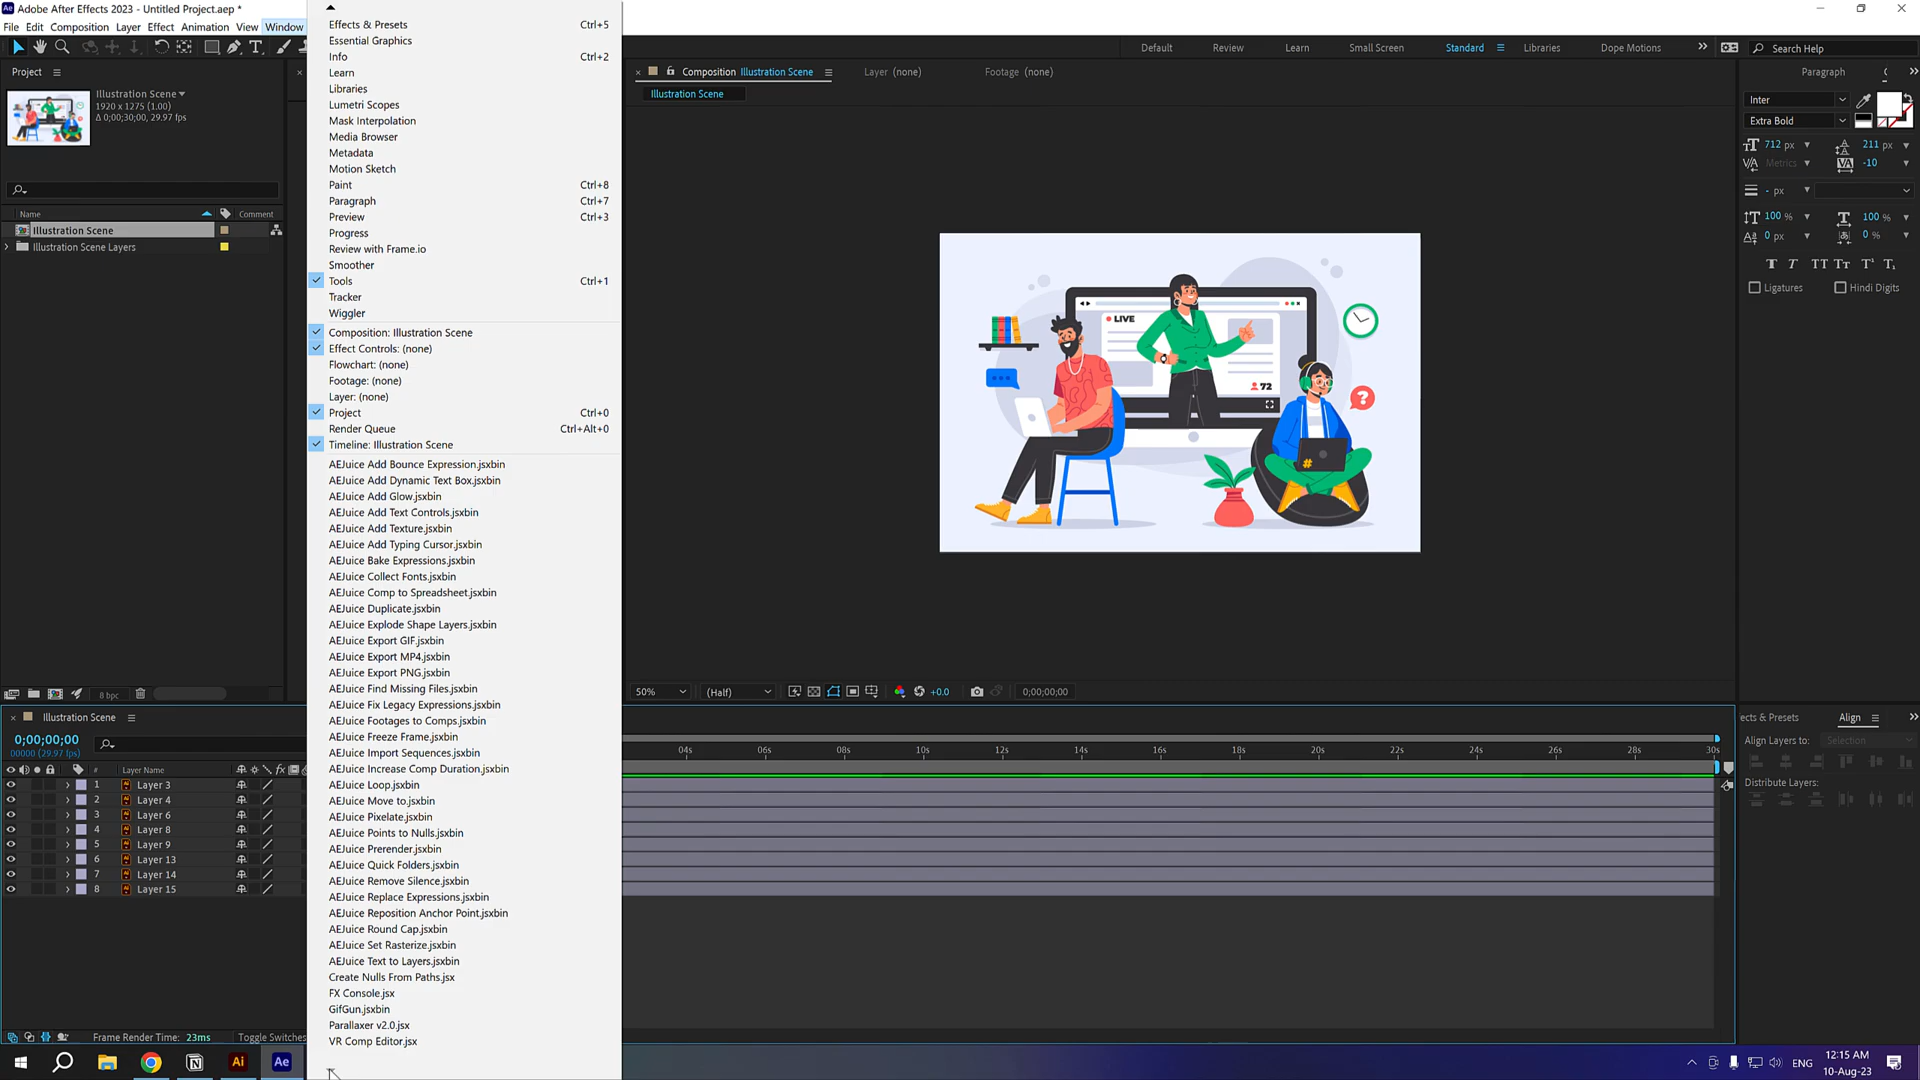 Adobe After Effects 2023 - Untitled Project.aep *
File Edit Composition Layer Effect Animation View Window
Default Review Learn Small Screen Standard Libraries Dope Motions Search Help
Project
Illustration Scene
1920 x 1275 (1.00)
Δ 0;00;30;00, 29.97 fps
Name Comment
Illustration Scene
Illustration Scene Layers
8 bpc
Effects & Presets Ctrl+5
Essential Graphics
Info Ctrl+2
Learn
Libraries
Lumetri Scopes
Mask Interpolation
Media Browser
Metadata
Motion Sketch
Paint Ctrl+8
Paragraph Ctrl+7
Preview Ctrl+3
Progress
Review with Frame.io
Smoother
Tools Ctrl+1
Tracker
Wiggler
Composition: Illustration Scene
Effect Controls: (none)
Flowchart: (none)
Footage: (none)
Layer: (none)
Project Ctrl+0
Render Queue Ctrl+Alt+0
Timeline: Illustration Scene
AEJuice Add Bounce Expression.jsxbin
AEJuice Add Dynamic Text Box.jsxbin
AEJuice Add Glow.jsxbin
AEJuice Add Text Controls.jsxbin
AEJuice Add Texture.jsxbin
AEJuice Add Typing Cursor.jsxbin
AEJuice Bake Expressions.jsxbin
AEJuice Collect Fonts.jsxbin
AEJuice Comp to Spreadsheet.jsxbin
AEJuice Duplicate.jsxbin
AEJuice Explode Shape Layers.jsxbin
AEJuice Export GIF.jsxbin
AEJuice Export MP4.jsxbin
AEJuice Export PNG.jsxbin
AEJuice Find Missing Files.jsxbin
AEJuice Fix Legacy Expressions.jsxbin
AEJuice Footages to Comps.jsxbin
AEJuice Freeze Frame.jsxbin
AEJuice Import Sequences.jsxbin
AEJuice Increase Comp Duration.jsxbin
AEJuice Loop.jsxbin
AEJuice Move to.jsxbin
AEJuice Pixelate.jsxbin
AEJuice Points to Nulls.jsxbin
AEJuice Prerender.jsxbin
AEJuice Quick Folders.jsxbin
AEJuice Remove Silence.jsxbin
AEJuice Replace Expressions.jsxbin
AEJuice Reposition Anchor Point.jsxbin
AEJuice Round Cap.jsxbin
AEJuice Set Rasterize.jsxbin
AEJuice Text to Layers.jsxbin
Create Nulls From Paths.jsx
FX Console.jsx
GifGun.jsxbin
Parallaxer v2.0.jsx
VR Comp Editor.jsx
Composition Illustration Scene Layer (none) Footage (none)
Illustration Scene
LIVE
72
?
#
50% (Half) +0.0 0;00;00;00
Paragraph
Inter
Extra Bold
712 px 211 px
Metrics -10
- px
100 % 100 %
0 px 0 %
Ligatures Hindi Digits
Illustration Scene
0;00;00;00
00000 (29.97 fps)
04s 06s 08s 10s 12s 14s 16s 18s 20s 22s 24s 26s 28s 30s
# Layer Name
1 Layer 3
2 Layer 4
3 Layer 6
4 Layer 8
5 Layer 9
6 Layer 13
7 Layer 14
8 Layer 15
Frame Render Time: 23ms Toggle Switches
ects & Presets Align
Align Layers to: Selection
Distribute Layers:
Ai Ae
ENG 12:15 AM
10-Aug-23